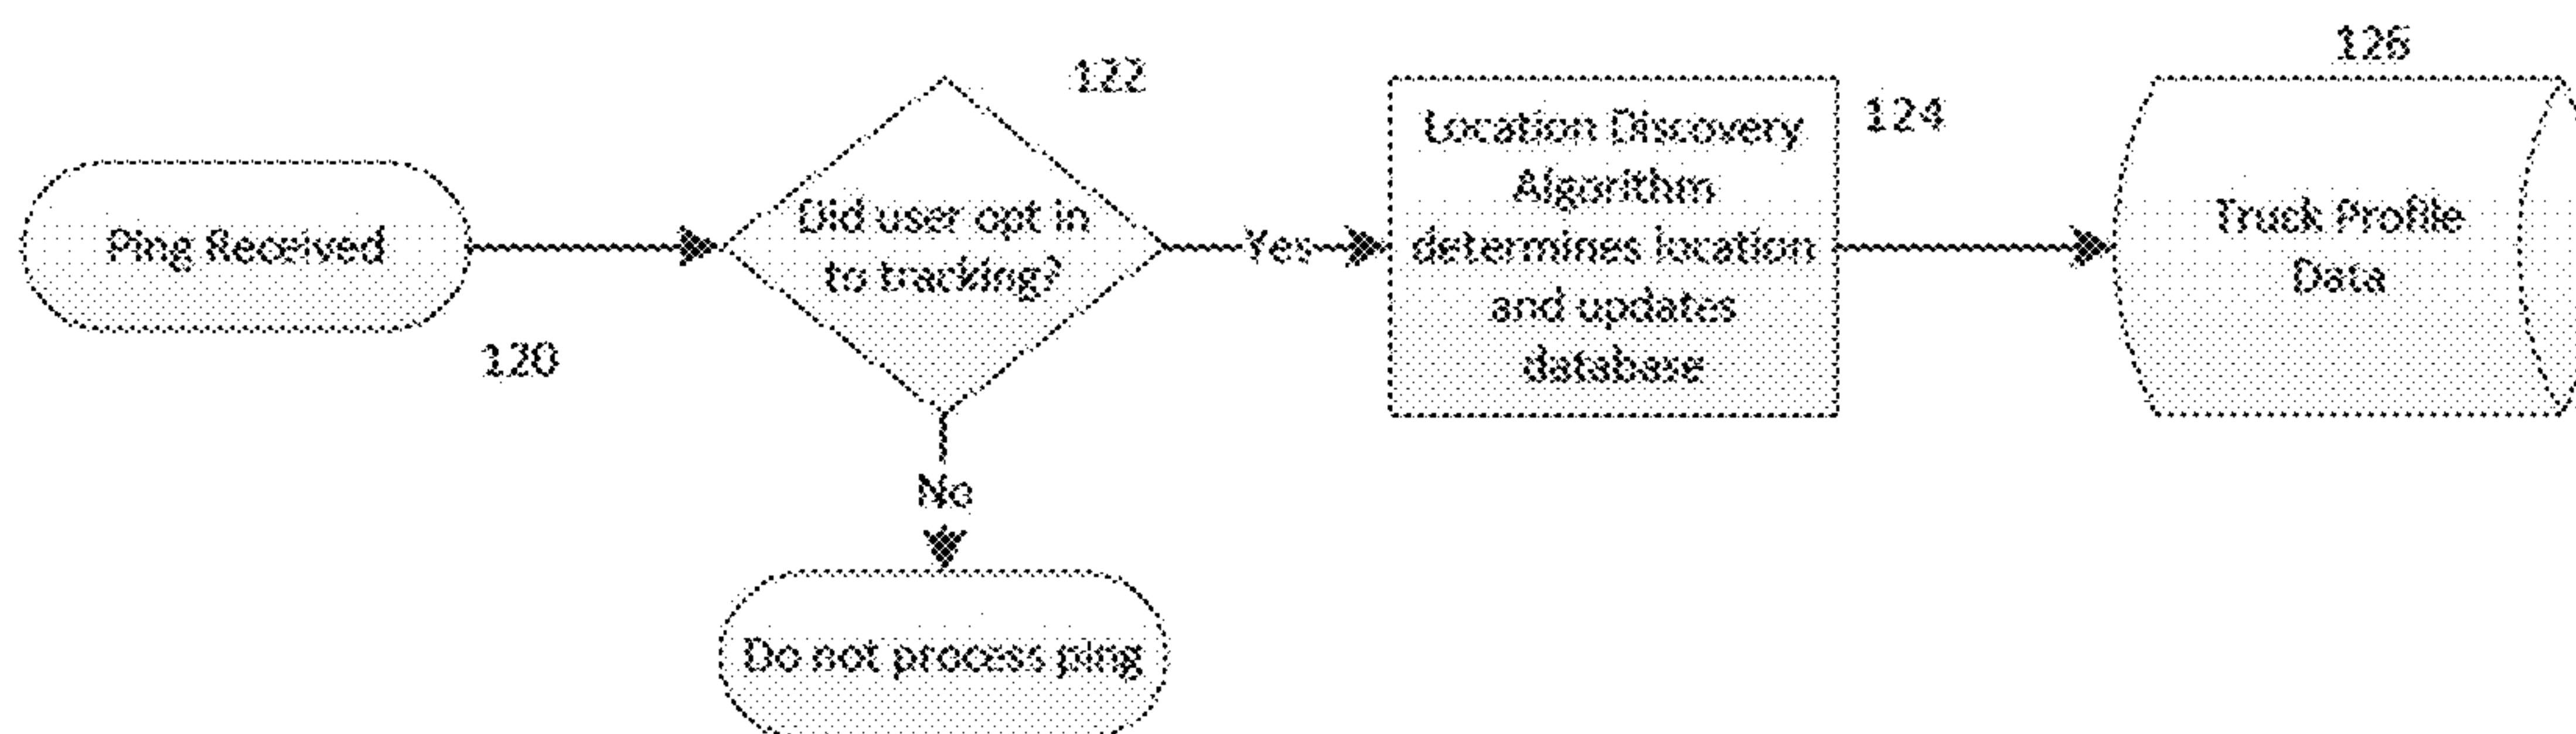 126
122
124
Location Discovery
Algorithm
determines location
and updates
database
Truck Profile
Data
Did user opt in
to tracking?
Ping Received
Yes
120
No
Do not process ping